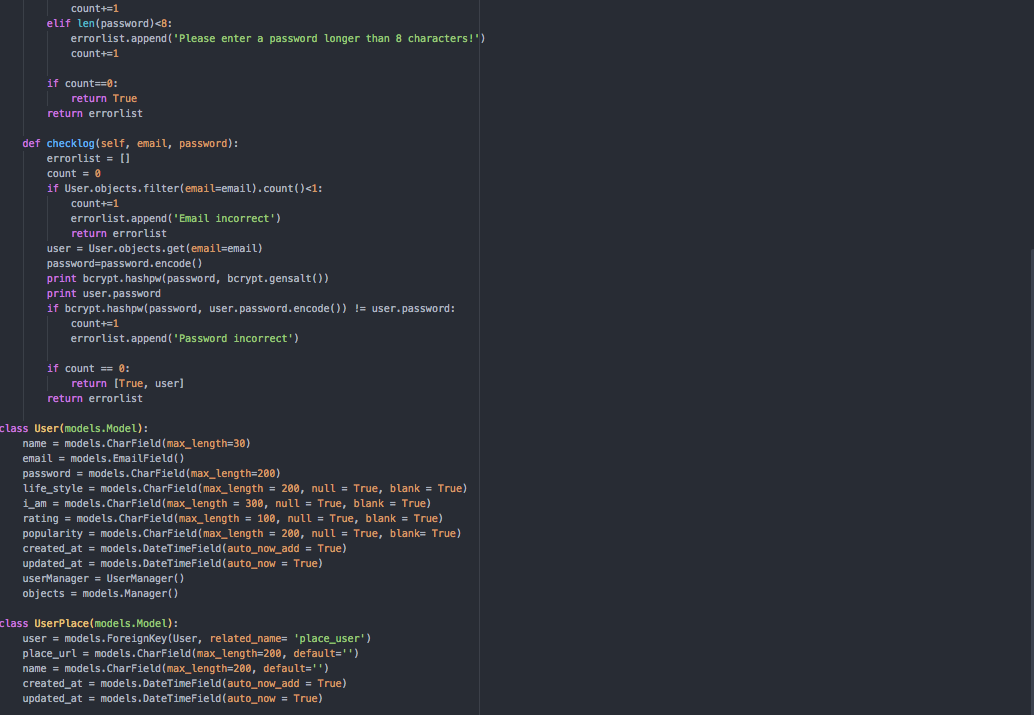 count+=1
elif len(password)<8:
errorlist.append('Please enter a password longer than 8 characters!')
count+=1
if count==0:
return True
return errorlist
def checklog(self, email, password):
errorlist = []
count = 0
if User.objects.filter(email=email).count()<1:
count+=1
errorlist.append('Email incorrect')
return errorlist
user = User.objects.get(email=email)
password=password.encode()
print bcrypt.hashpw(password, bcrypt.gensalt())
print user.password
if bcrypt.hashpw(password, user.password.encode()) != user.password:
count+=1
errorlist.append('Password incorrect')
if count == 0:
return [True, user]
return errorlist
class User(models.Model):
name = models.CharField(max_length=30)
email = models.EmailField()
password = models.CharField(max_length=200)
life_style = models.CharField(max_length = 200, null = True, blank = True)
i_am = models.CharField(max_length = 300, null = True, blank = True)
rating = models.CharField(max_length = 100, null = True, blank = True)
popularity = models.CharField(max_length = 200, null = True, blank= True)
created_at = models.DateTimeField(auto_now_add = True)
updated_at = models.DateTimeField(auto_now = True)
userManager = UserManager()
objects = models.Manager()
class UserPlace(models.Model):
user = models.ForeignKey(User, related_name= 'place_user')
place_url = models.CharField(max_length=200, default='')
name = models.CharField(max_length=200, default='')
created_at = models.DateTimeField(auto_now_add = True)
updated_at = models.DateTimeField(auto_now = True)